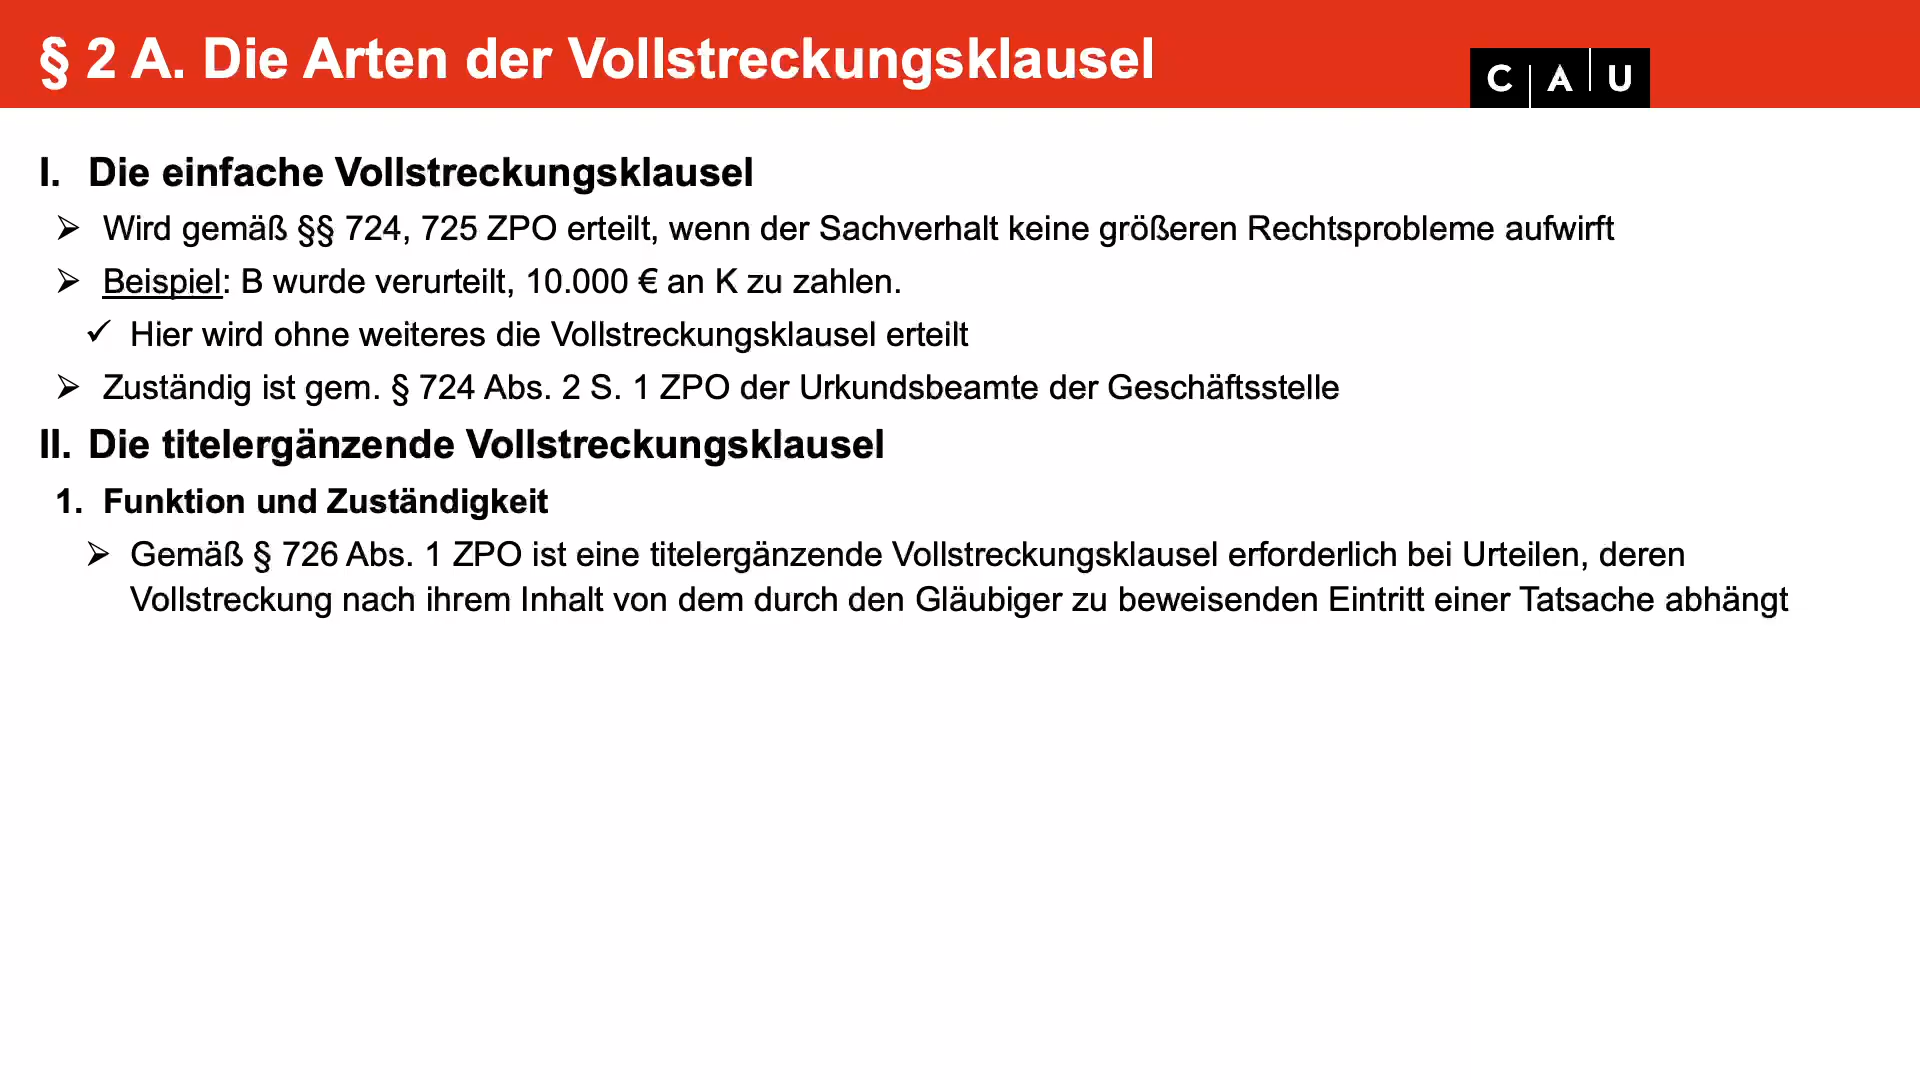 § 2 A. Die Arten der Vollstreckungsklausel
CAU
I. Die einfache Vollstreckungsklausel
➢ Wird gemäß §§ 724, 725 ZPO erteilt, wenn der Sachverhalt keine größeren Rechtsprobleme aufwirft
➢ Beispiel: B wurde verurteilt, 10.000 € an K zu zahlen.
✓ Hier wird ohne weiteres die Vollstreckungsklausel erteilt
➢ Zuständig ist gem. § 724 Abs. 2 S. 1 ZPO der Urkundsbeamte der Geschäftsstelle
II. Die titelergänzende Vollstreckungsklausel
1. Funktion und Zuständigkeit
➢ Gemäß § 726 Abs. 1 ZPO ist eine titelergänzende Vollstreckungsklausel erforderlich bei Urteilen, deren
Vollstreckung nach ihrem Inhalt von dem durch den Gläubiger zu beweisenden Eintritt einer Tatsache abhängt